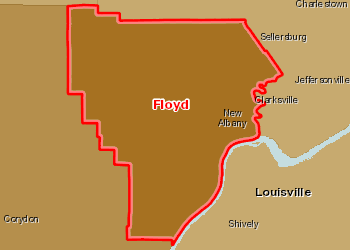 Charlestown
Sellersburg
Jeffersonville
Clarksville
Floyd
New
Albany
Louisville
Corydon
Shively